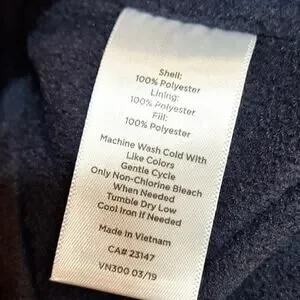 Shell:
100% Polyester
Lining:
100% Polyester
Fill:
100% Polyester
Machine Wash Cold With
Like Colors
Gentle Cycle
Only Non-Chlorine Bleach
When Needed
Tumble Dry Low
Cool Iron if Needed
Made in Vietnam
CA# 23147
VN300 03/19